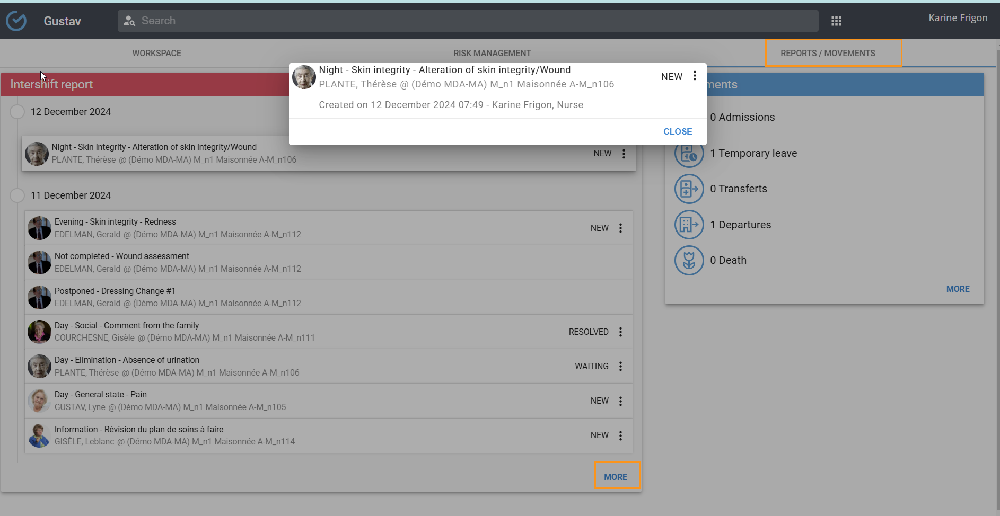 Gustav
Search
Karine Frigon
WORKSPACE
RISK MANAGEMENT
REPORTS / MOVEMENTS
Night - Skin integrity - Alteration of skin integrity/Wound
PLANTE, Thérèse @ (Démo MDA-MA) M_n1 Maisonnée A-M_n106
NEW
Created on 12 December 2024 07:49 - Karine Frigon, Nurse
CLOSE
Intershift report
12 December 2024
Night - Skin integrity - Alteration of skin integrity/Wound
PLANTE, Thérèse @ (Démo MDA-MA) M_n1 Maisonnée A-M_n106
NEW
11 December 2024
Evening - Skin integrity - Redness
EDELMAN, Gerald @ (Démo MDA-MA) M_n1 Maisonnée A-M_n112
NEW
Not completed - Wound assessment
EDELMAN, Gerald @ (Démo MDA-MA) M_n1 Maisonnée A-M_n112
Postponed - Dressing Change #1
EDELMAN, Gerald @ (Démo MDA-MA) M_n1 Maisonnée A-M_n112
Day - Social - Comment from the family
COURCHESNE, Gisèle @ (Démo MDA-MA) M_n1 Maisonnée A-M_n111
RESOLVED
Day - Elimination - Absence of urination
PLANTE, Thérèse @ (Démo MDA-MA) M_n1 Maisonnée A-M_n106
WAITING
Day - General state - Pain
GUSTAV, Lyne @ (Démo MDA-MA) M_n1 Maisonnée A-M_n105
NEW
Information - Révision du plan de soins à faire
GISÈLE, Leblanc @ (Démo MDA-MA) M_n1 Maisonnée A-M_n114
NEW
MORE
ments
0 Admissions
1 Temporary leave
0 Transferts
1 Departures
0 Death
MORE